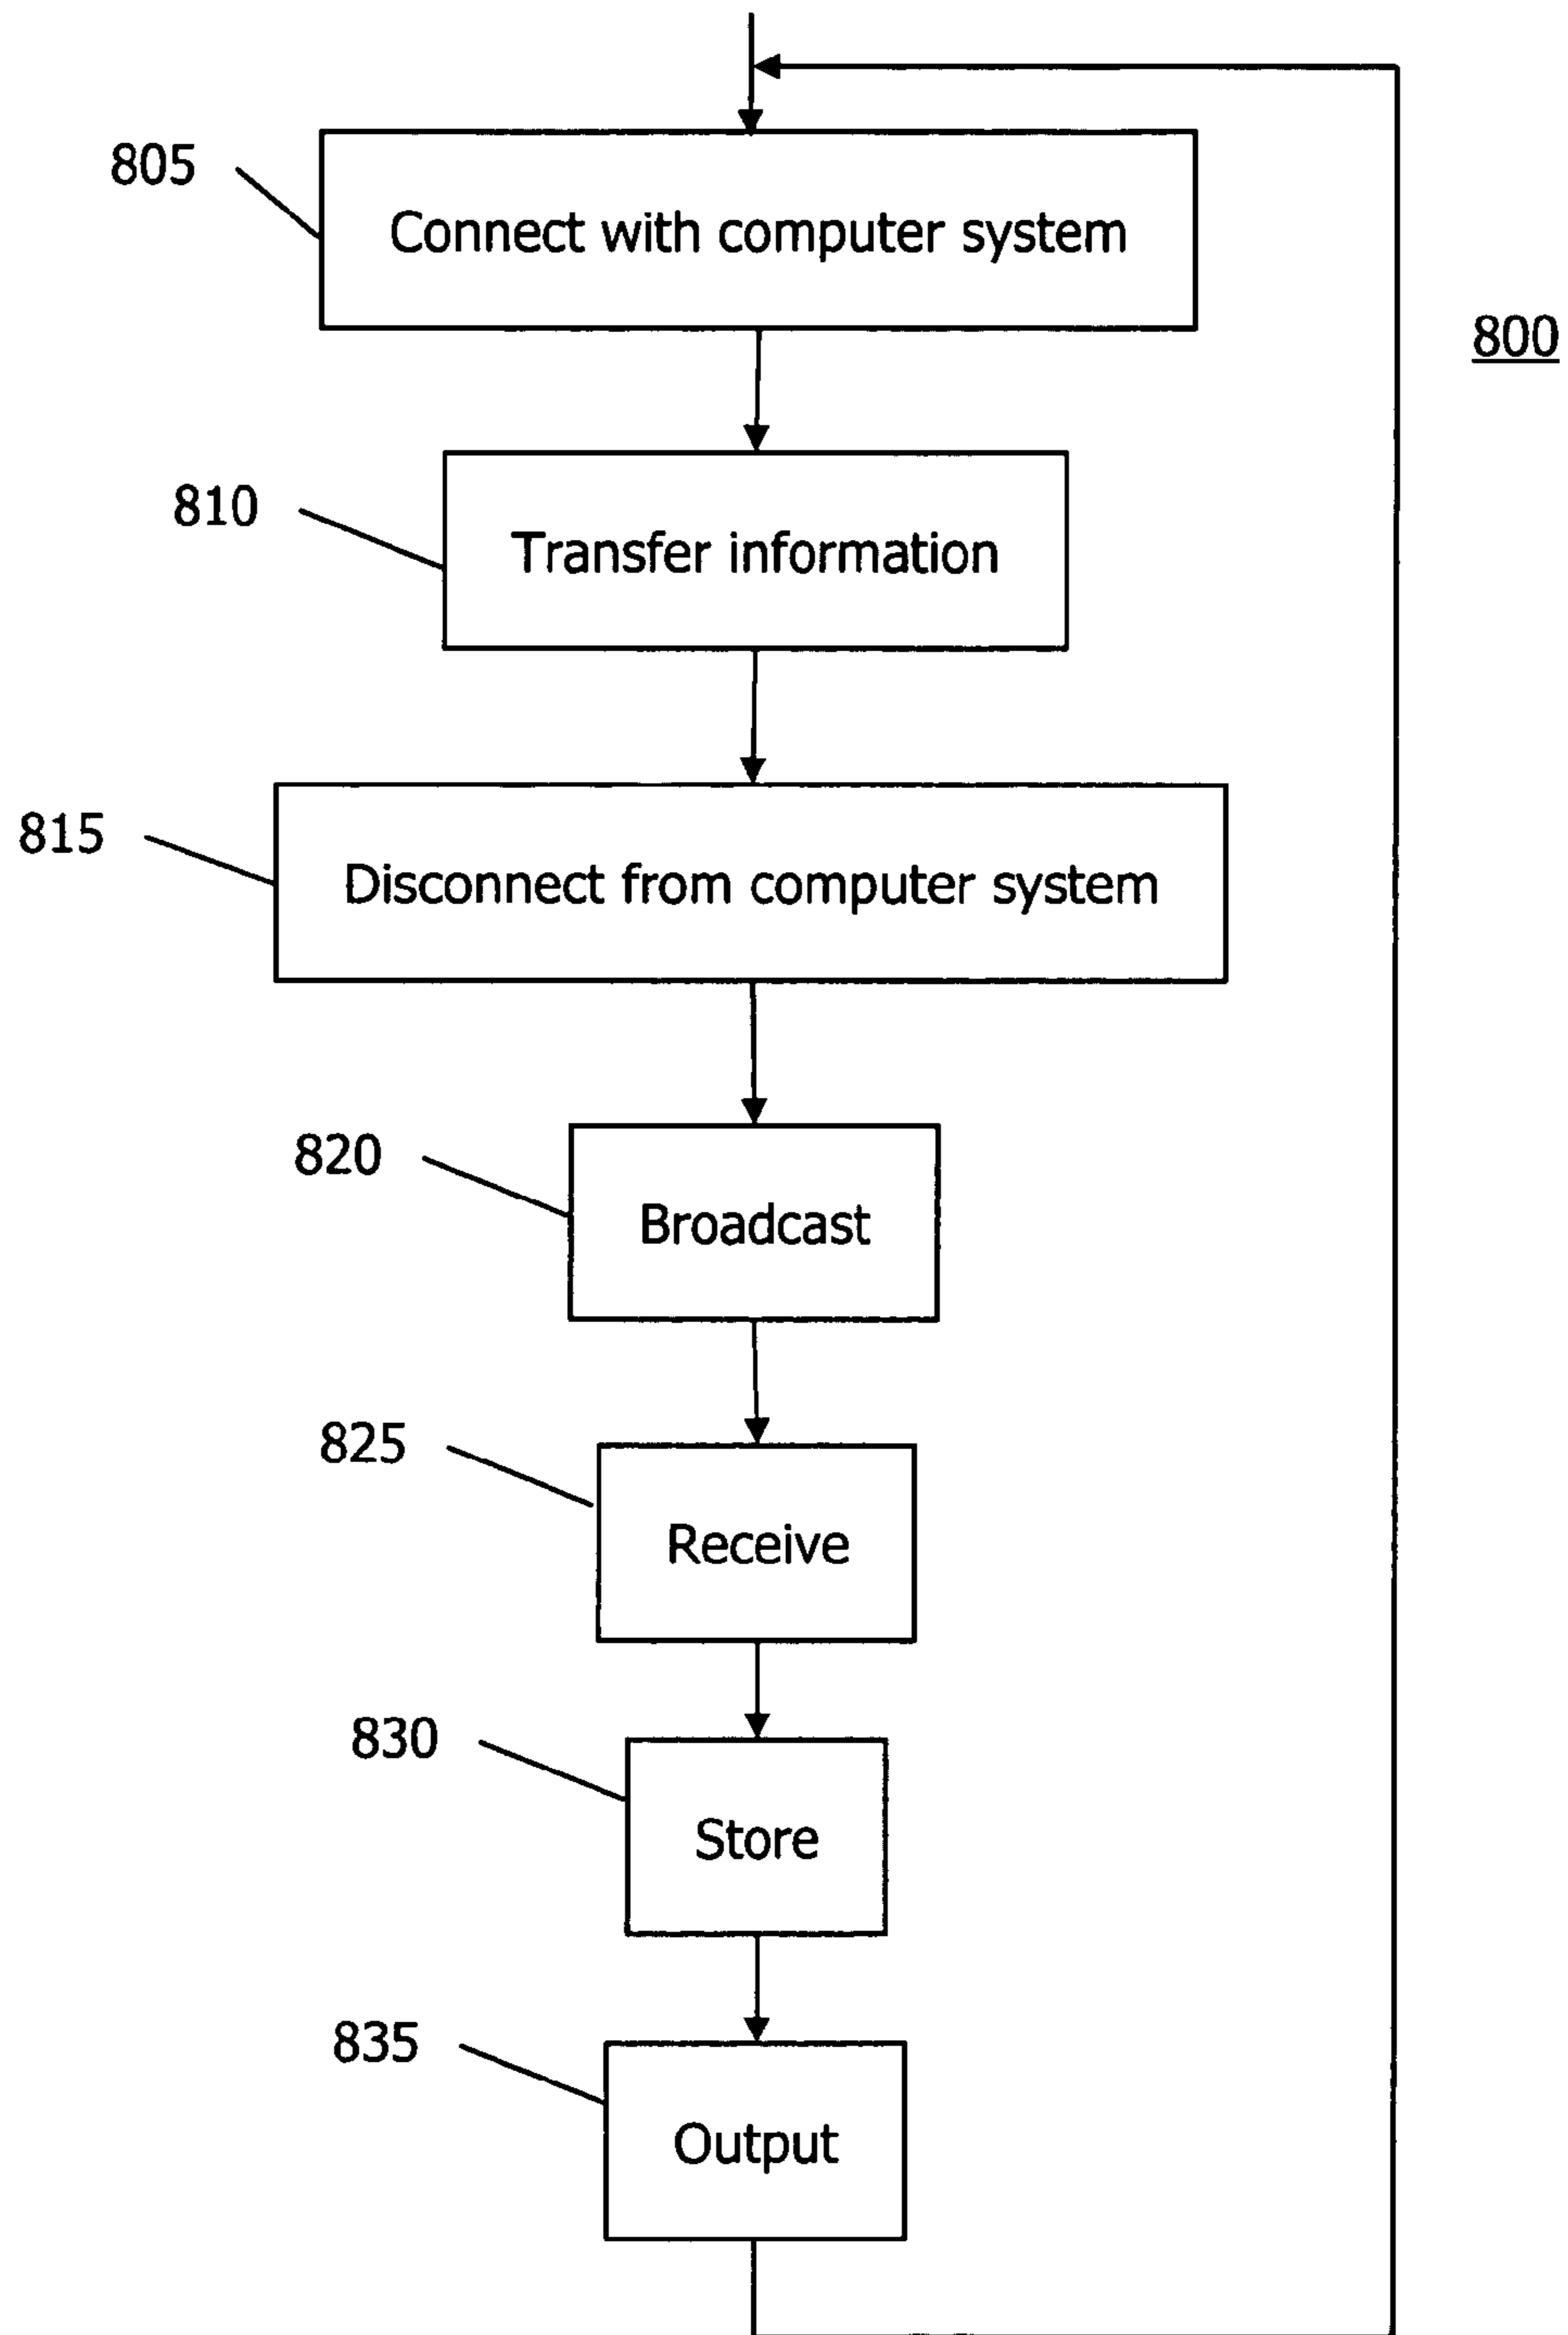 805
Connect with computer system
800
810
Transfer information
815
Disconnect from computer system
820
Broadcast
825
Receive
830
Store
835
Output